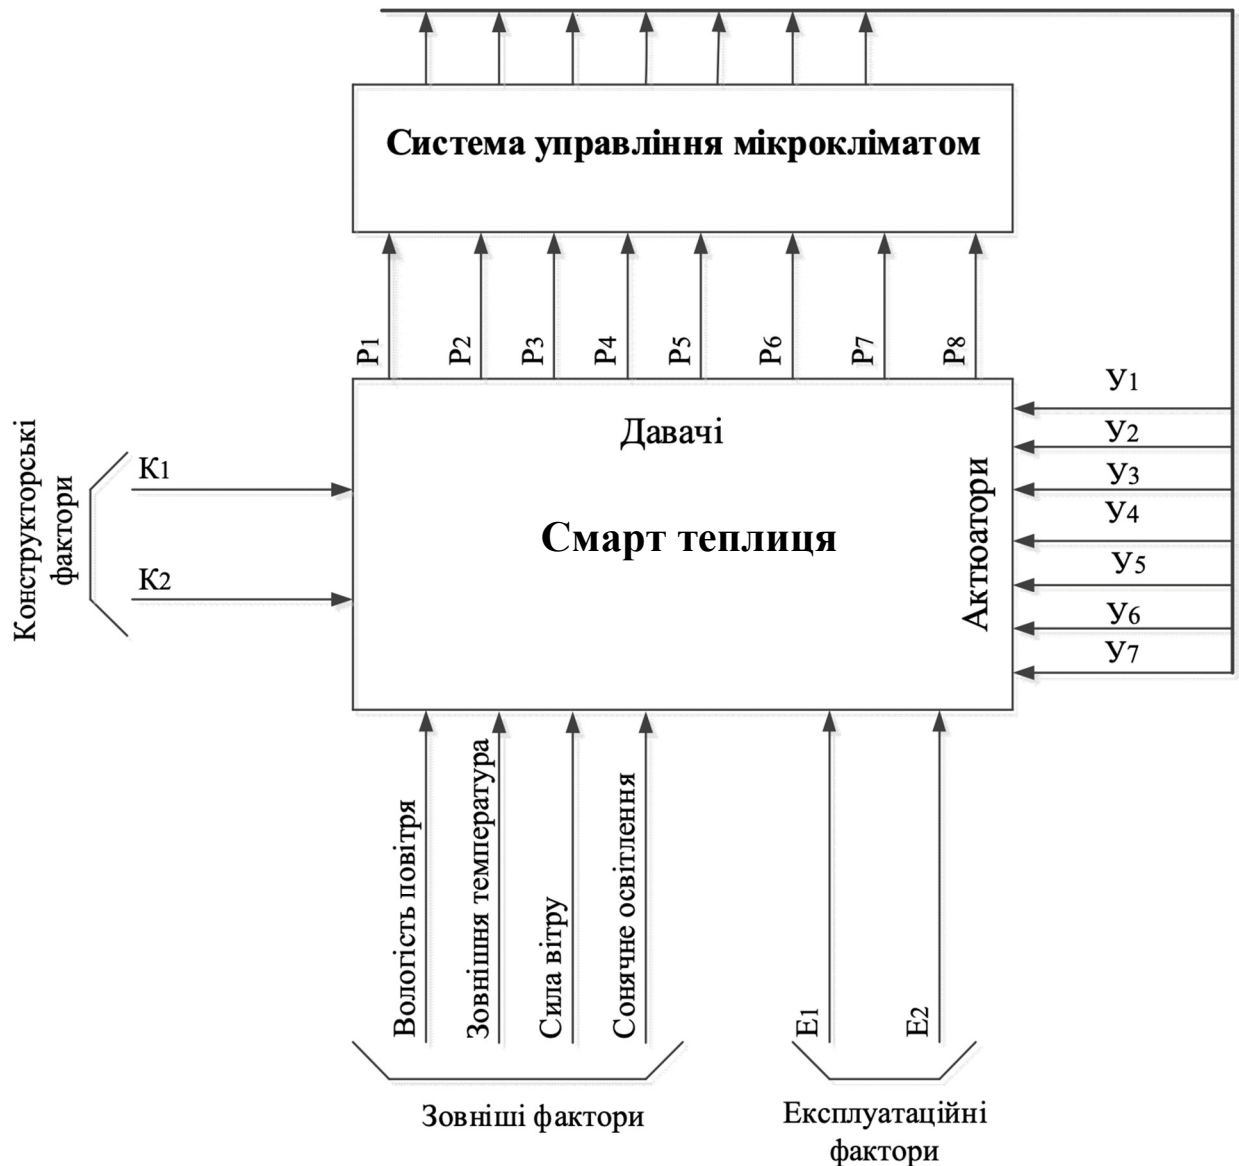 Система управління мікрокліматом
P1
P2
P3
P4
P5
P6
P7
P8
Давачі
Смарт теплиця
Актюатори
У1
У2
У3
У4
У5
У6
У7
Конструкторські
фактори
К1
К2
Вологість повітря
Зовнішня температура
Сила вітру
Сонячне освітлення
Зовніші фактори
E1
E2
Експлуатаційні
фактори